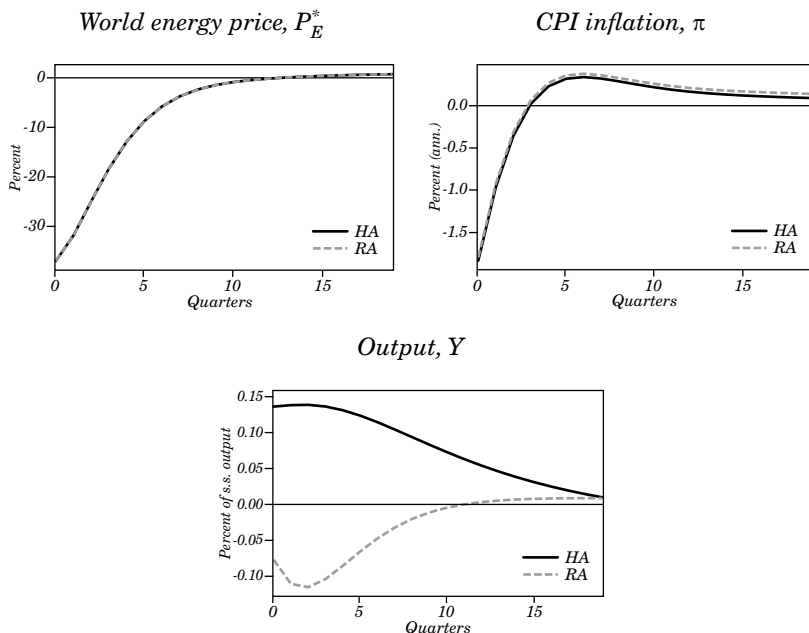 World energy price, P*E
CPI inflation, π
0
-10
-20
-30
Percent
HA
RA
0
5
10
15
Quarters
0.0
-0.5
-1.0
-1.5
Percent (ann.)
HA
RA
0
5
10
15
Quarters
Output, Y
0.15
0.10
0.05
0.00
-0.05
-0.10
Percent of s.s. output
HA
RA
0
5
10
15
Quarters